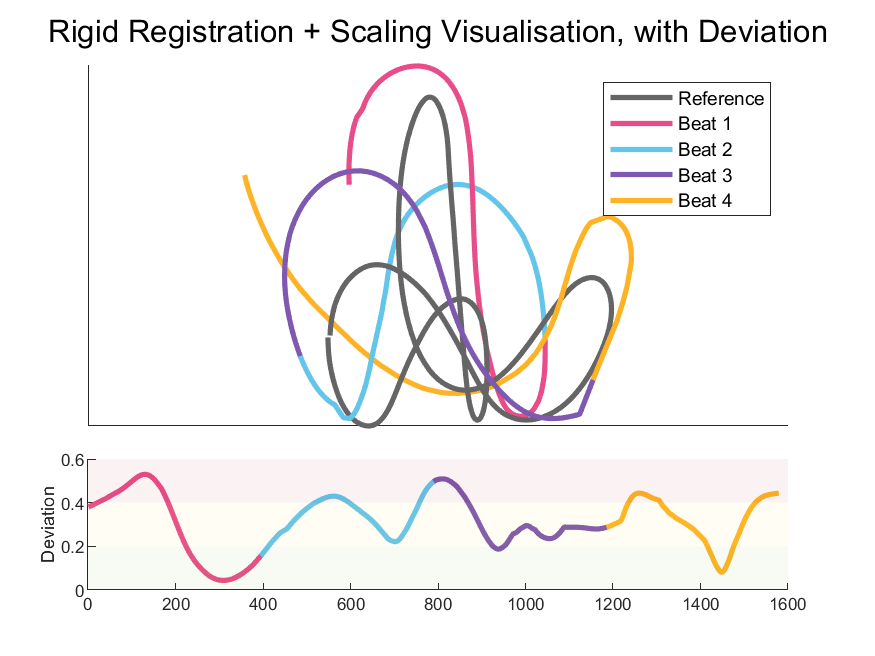 Rigid Registration + Scaling Visualisation, with Deviation
Reference
Beat 1
Beat 2
Beat 3
Beat 4
Deviation
0.6
0.4
0.2
0
0 200 400 600 800 1000 1200 1400 1600